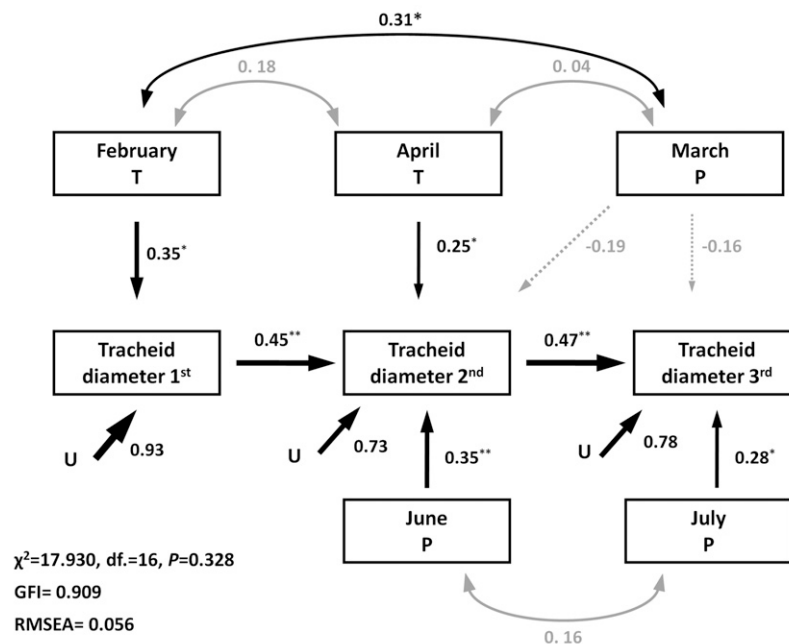 0.31*
0. 18
0. 04
February
T
April
T
March
P
0.35*
0.25*
-0.19
-0.16
Tracheid
diameter 1st
0.45**
Tracheid
diameter 2nd
0.47**
Tracheid
diameter 3rd
U
0.93
U
0.73
0.35**
U
0.78
0.28*
June
P
July
P
χ²=17.930, df.=16, P=0.328
GFI= 0.909
RMSEA= 0.056
0. 16